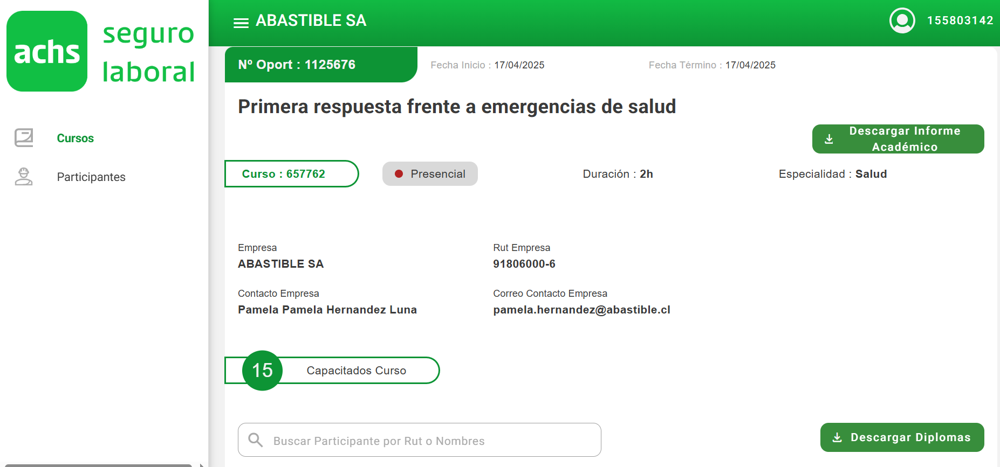 achs
seguro
laboral
ABASTIBLE SA
155803142
Cursos
Participantes
Nº Oport : 1125676
Fecha Inicio : 17/04/2025
Fecha Término : 17/04/2025
Primera respuesta frente a emergencias de salud
Descargar Informe
Académico
Curso : 657762
Presencial
Duración : 2h
Especialidad : Salud
Empresa
ABASTIBLE SA
Rut Empresa
91806000-6
Contacto Empresa
Pamela Pamela Hernandez Luna
Correo Contacto Empresa
pamela.hernandez@abastible.cl
15
Capacitados Curso
Buscar Participante por Rut o Nombres
Descargar Diplomas